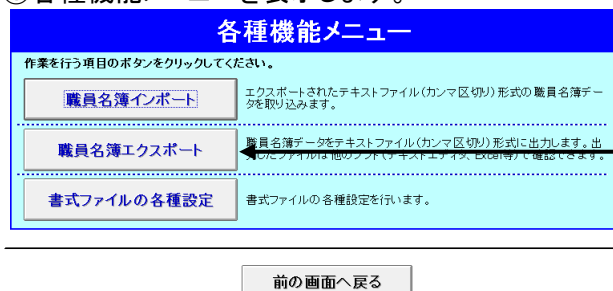 ①各種機能メニューを表示します。
各種機能メニュー
作業を行う項目のボタンをクリックしてください。
職員名簿インポート
エクスポートされたテキストファイル(カンマ区切り)形式の職員名簿デー
タを取り込みます。
職員名簿エクスポート
職員名簿データをテキストファイル(カンマ区切り)形式に出力します。出
したファイルは他のソフト(テキストエディタ、Excel等)で確認できます。
書式ファイルの各種設定
書式ファイルの各種設定を行います。
前の画面へ戻る